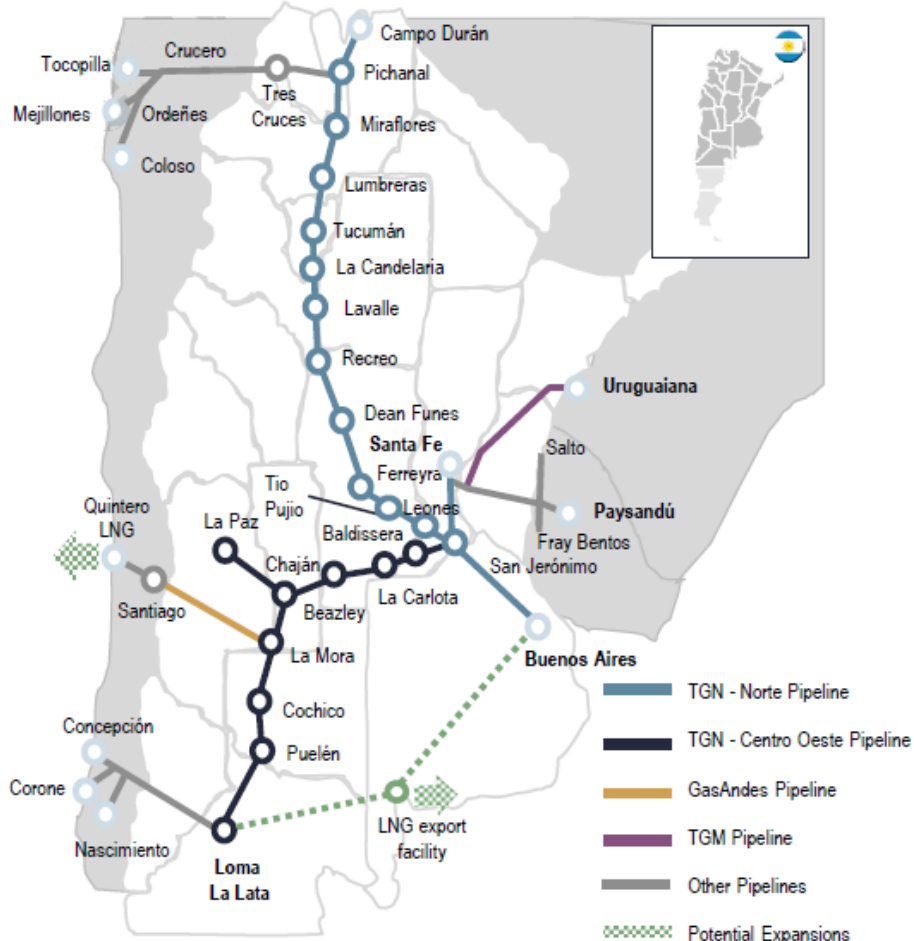 Campo Durán
Crucero
Tocopilla
Pichanal
Tres
Cruces
Mejillones
Ordeñes
Miraflores
Coloso
Lumbreras
Tucumán
La Candelaria
Lavalle
Recreo
Uruguaiana
Dean Funes
Santa Fe
Salto
Ferreyra
Tio
Pujio
Quintero
LNG
Leones
Paysandú
La Paz
Baldissera
Fray Bentos
Chaján
San Jerónimo
La Carlota
Santiago
Beazley
La Mora
Buenos Aires
TGN - Norte Pipeline
Cochico
Concepción
TGN - Centro Oeste Pipeline
Puelén
Corone
GasAndes Pipeline
LNG export
facility
TGM Pipeline
Nascimiento
Loma
La Lata
Other Pipelines
Potential Expansions